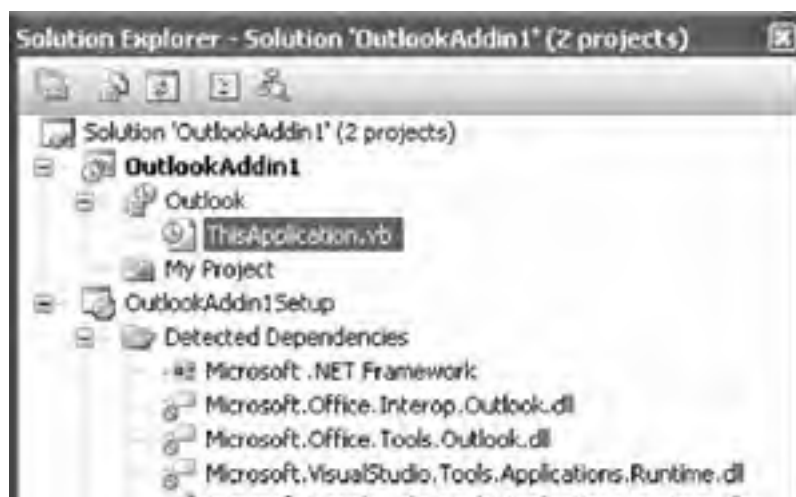 Solution Explorer - Solution 'OutlookAddin1' (2 projects)
Solution 'OutlookAddin1' (2 projects)
OutlookAddin1
Outlook
ThisApplication.vb
My Project
OutlookAddin1Setup
Detected Dependencies
Microsoft .NET Framework
Microsoft.Office.Interop.Outlook.dll
Microsoft.Office.Tools.Outlook.dll
Microsoft.VisualStudio.Tools.Applications.Runtime.dll